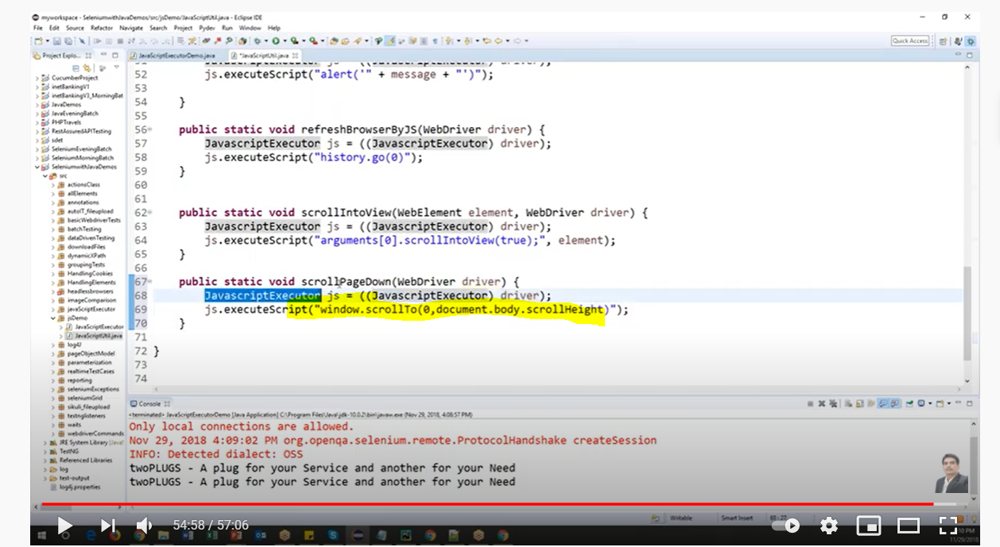 myworkspace - SeleniumwithJavaDemos/src/jsDemo/JavaScriptUtil.java - Eclipse IDE
File Edit Source Refactor Navigate Search Project Pydev Run Window Help
Quick Access
Project Explo...
JavaScriptExecutorDemo.java
*JavaScriptUtil.java
CucumberProject
inetBankingV1
inetBankingV3_MorningBat
JavaDemos
JavaEveningBatch
PHPTravels
RestAssuredAPITesting
sdet
SeleniumEveningBatch
SeleniumMorningBatch
SeleniumwithJavaDemos
src
actionsClass
allElements
annotations
autoIT_fileupload
basicWebdriverTests
batchTesting
dataDrivenTesting
downloadFiles
dynamicXPath
groupingTests
HandlingCookies
HandlingElements
headlessbrowsers
imageComparison
javaScriptExecutor
jsDemo
JavaScriptExecutor
JavaScriptUtil.java
log4J
pageObjectModel
parameterization
realtimeTestCases
reporting
seleniumExceptions
seleniumGrid
sikuli_fileupload
testnglisteners
waits
webdriverCommands
JRE System Library
TestNG
Referenced Libraries
log
test-output
log4j.properties
51 JavascriptExecutor js = ((JavascriptExecutor) driver);
52 js.executeScript("alert('" + message + "')");
53
54 }
55
56 public static void refreshBrowserByJS(WebDriver driver) {
57 JavascriptExecutor js = ((JavascriptExecutor) driver);
58 js.executeScript("history.go(0)");
59 }
60
61
62 public static void scrollIntoView(WebElement element, WebDriver driver) {
63 JavascriptExecutor js = ((JavascriptExecutor) driver);
64 js.executeScript("arguments[0].scrollIntoView(true);", element);
65 }
66
67 public static void scrollPageDown(WebDriver driver) {
68 JavascriptExecutor js = ((JavascriptExecutor) driver);
69 js.executeScript("window.scrollTo(0,document.body.scrollHeight)");
70 }
71
72 }
73
74
Console
<terminated> JavaScriptExecutorDemo [Java Application] C:\Program Files\Java\jdk-10.0.2\bin\javaw.exe (Nov 29, 2018, 4:08:57 PM)
Only local connections are allowed.
Nov 29, 2018 4:09:02 PM org.openqa.selenium.remote.ProtocolHandshake createSession
INFO: Detected dialect: OSS
twoPLUGS - A plug for your Service and another for your Need
twoPLUGS - A plug for your Service and another for your Need
54:58 / 57:06
Writable
Smart Insert
11/29/2018